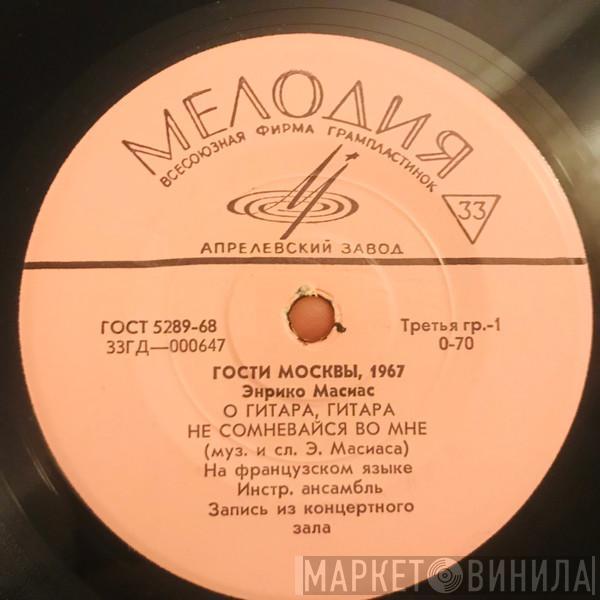 МЕЛОДИЯ
ВСЕСОЮЗНАЯ ФИРМА ГРАМПЛАСТИНОК
33
АПРЕЛЕВСКИЙ ЗАВОД
ГОСТ 5289-68
33ГД—000647
Третья гр.-1
0-70
ГОСТИ МОСКВЫ, 1967
Энрико Масиас
О ГИТАРА, ГИТАРА
НЕ СОМНЕВАЙСЯ ВО МНЕ
(муз. и сл. Э. Масиаса)
На французском языке
Инстр. ансамбль
Запись из концертного
зала
МАРКЕТ ВИНИЛА